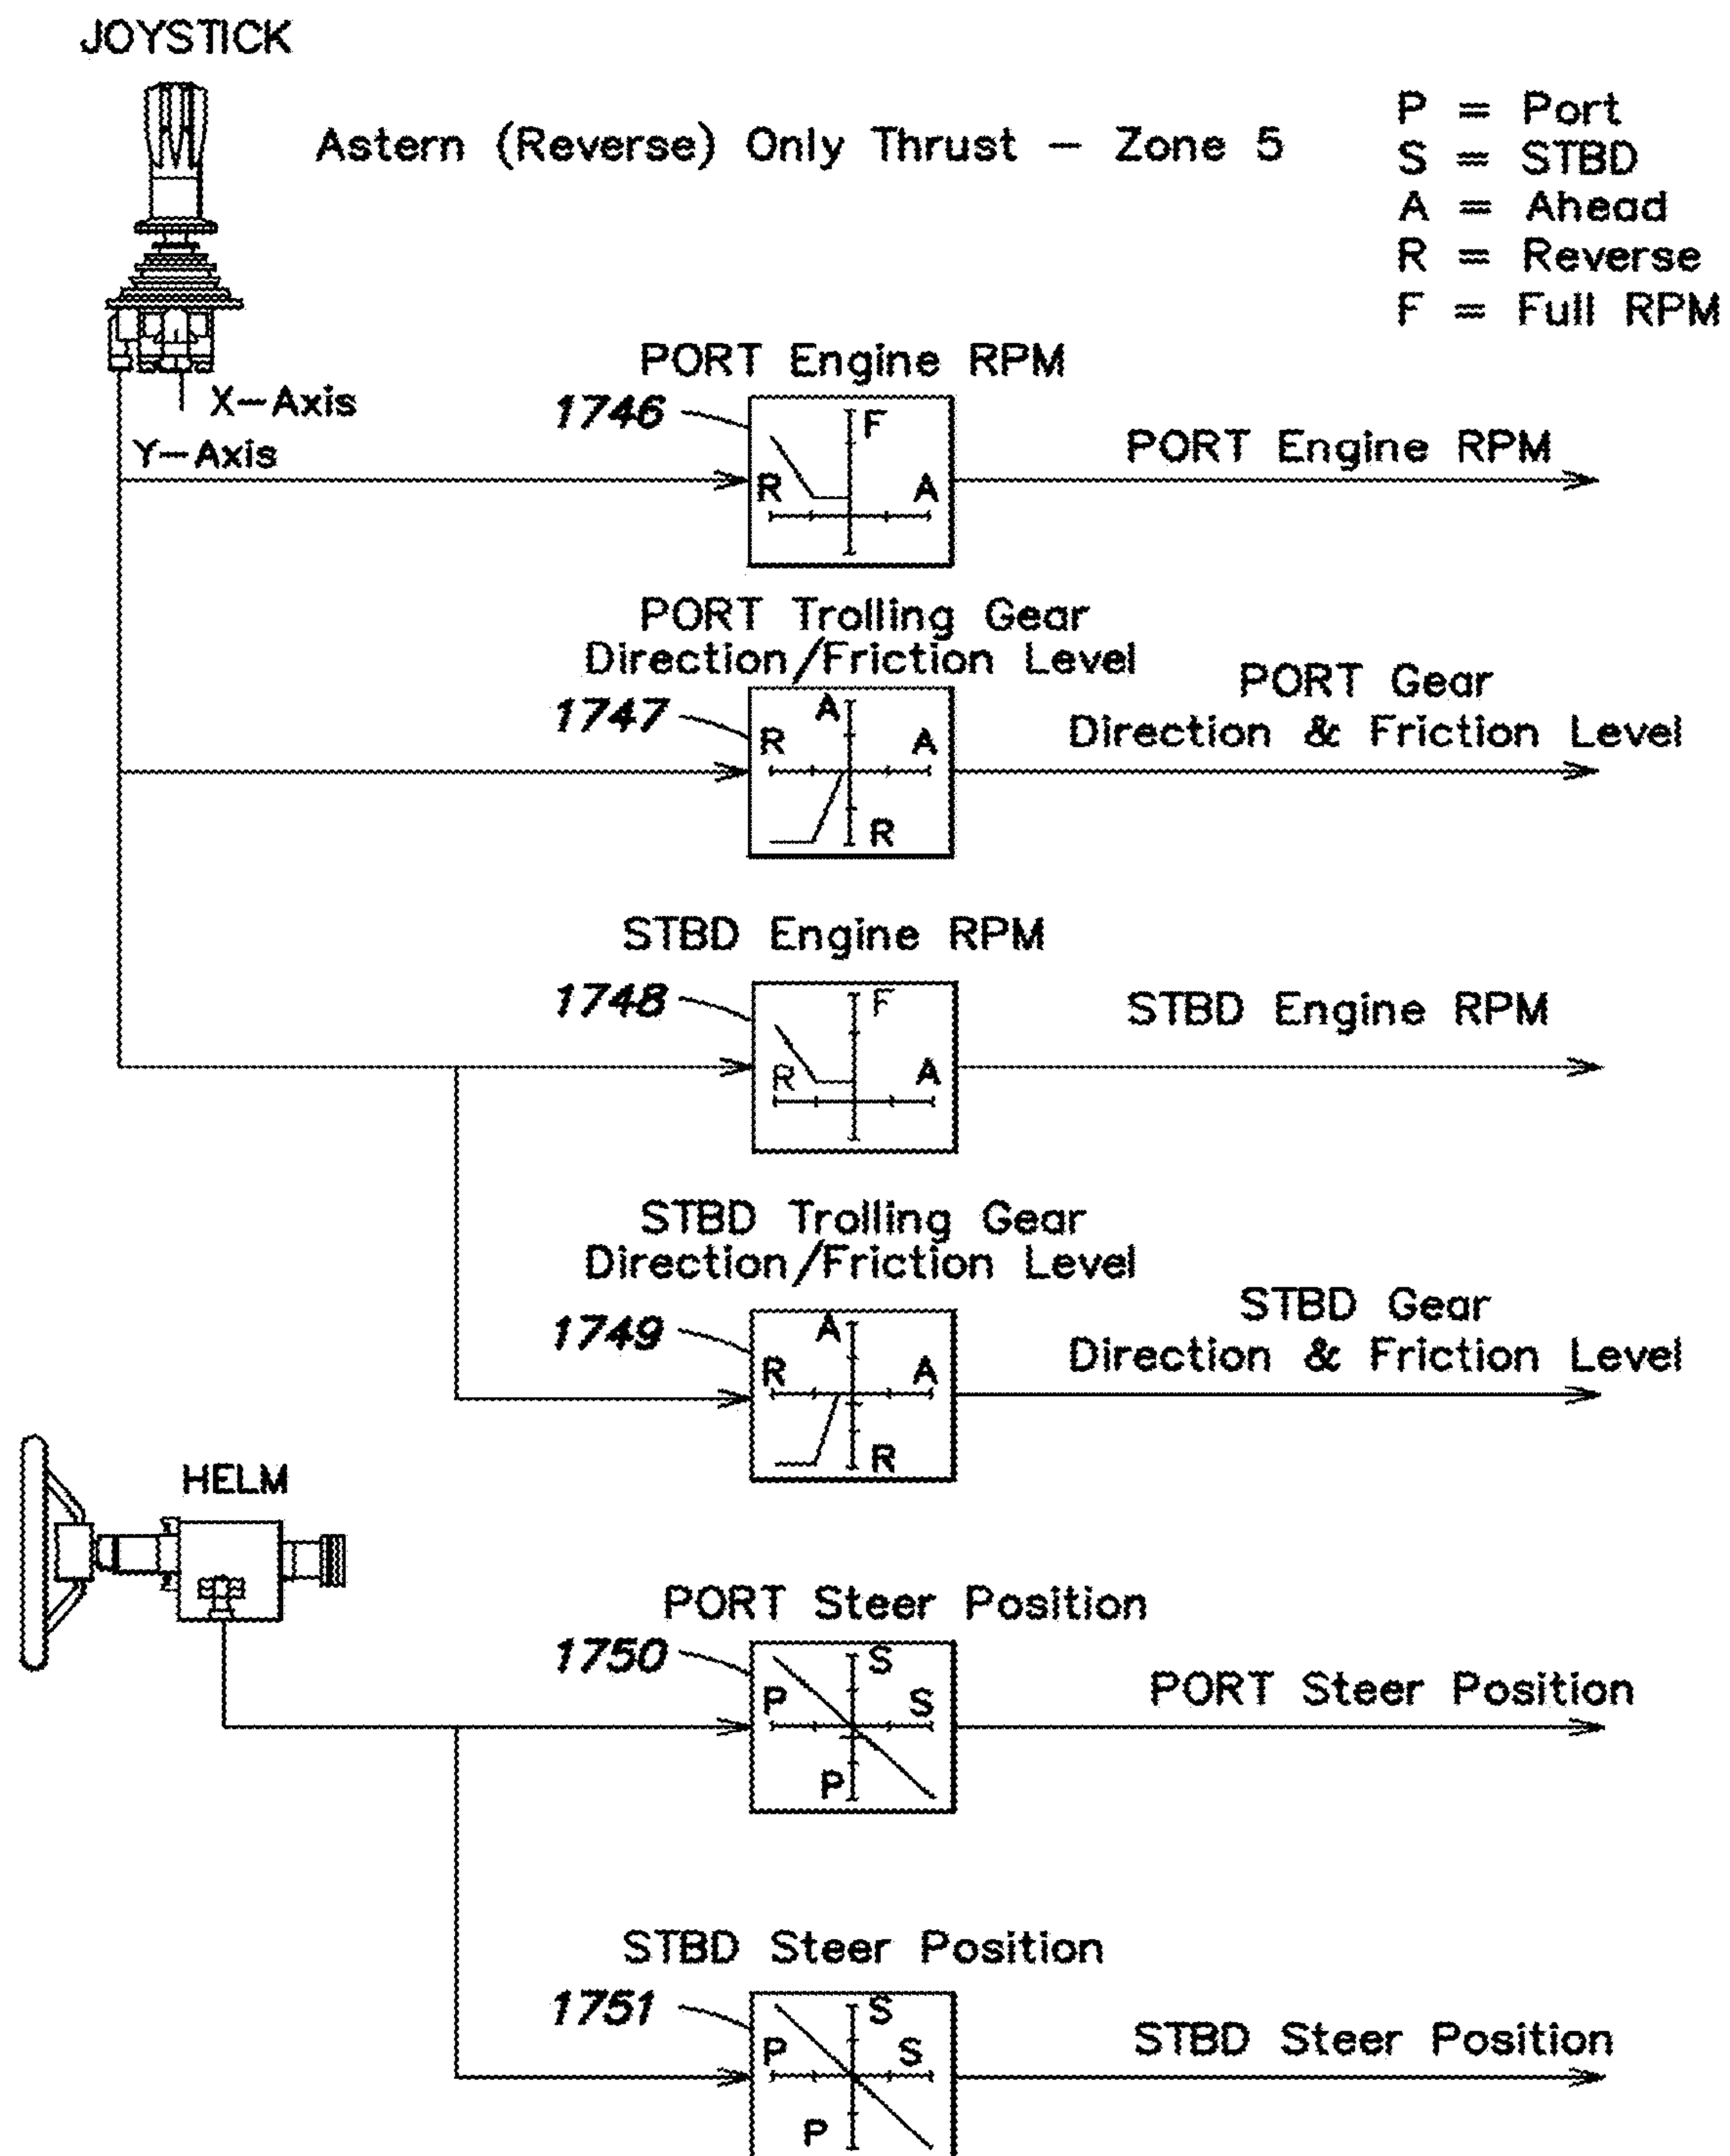 JOYSTICK
Astern (Reverse) Only Thrust – Zone 5
P = Port
S = STBD
A = Ahead
R = Reverse
F = Full RPM
X-Axis
Y-Axis
PORT Engine RPM
1746
F
R
A
PORT Engine RPM
PORT Trolling Gear
Direction/Friction Level
1747
A
R
A
R
PORT Gear
Direction & Friction Level
STBD Engine RPM
1748
F
R
A
STBD Engine RPM
STBD Trolling Gear
Direction/Friction Level
1749
A
R
A
R
STBD Gear
Direction & Friction Level
HELM
PORT Steer Position
1750
S
P
S
P
PORT Steer Position
STBD Steer Position
1751
S
P
S
P
STBD Steer Position